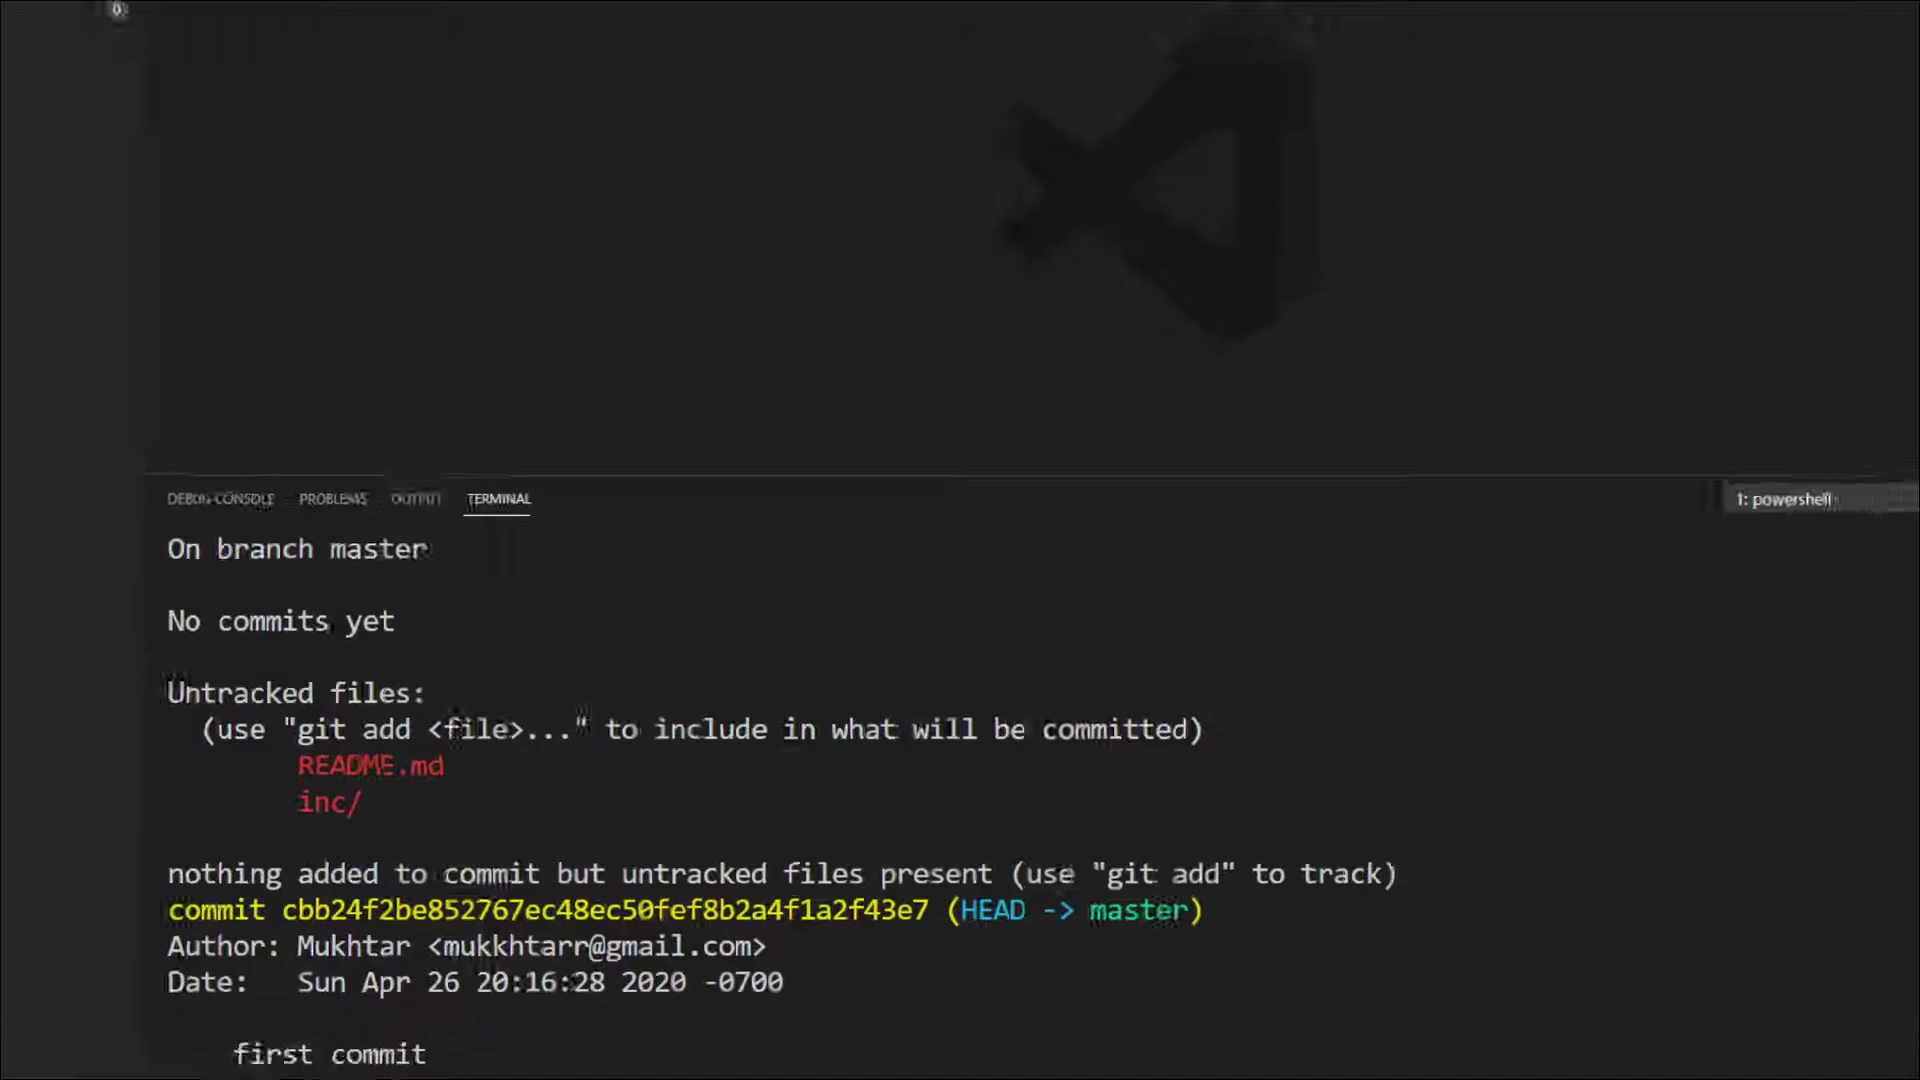 0
DEBUG CONSOLE PROBLEMS OUTPUT TERMINAL
1: powershell
On branch master
No commits yet
Untracked files:
(use "git add <file>..." to include in what will be committed)
README.md
inc/
nothing added to commit but untracked files present (use "git add" to track)
commit cbb24f2be852767ec48ec50fef8b2a4f1a2f43e7 (HEAD -> master)
Author: Mukhtar <mukkhtarr@gmail.com>
Date: Sun Apr 26 20:16:28 2020 -0700
first commit